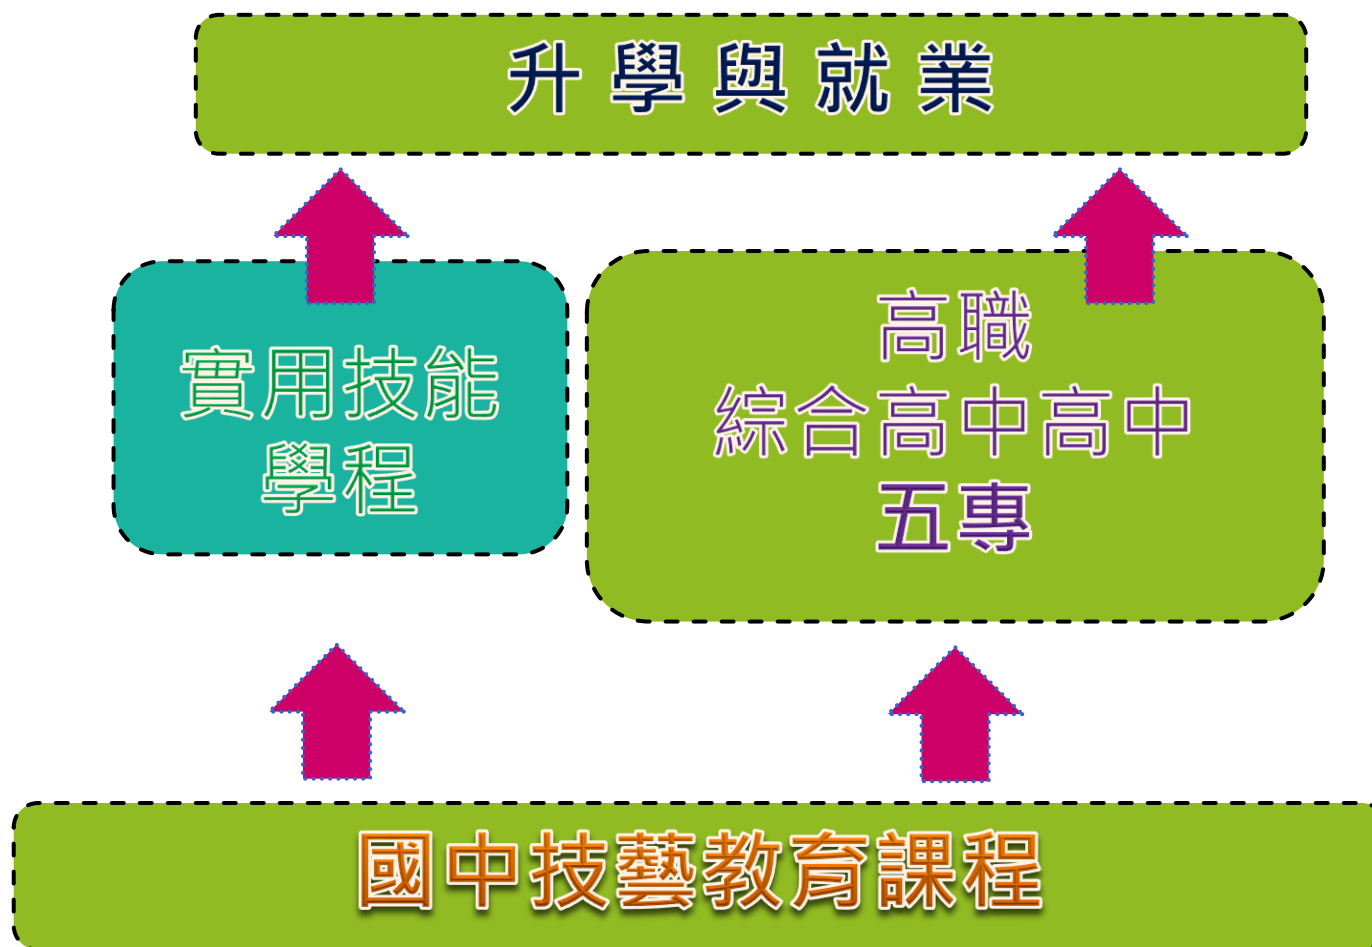 升學與就業
實用技能
學程
高職
綜合高中高中
五專
國中技藝教育課程